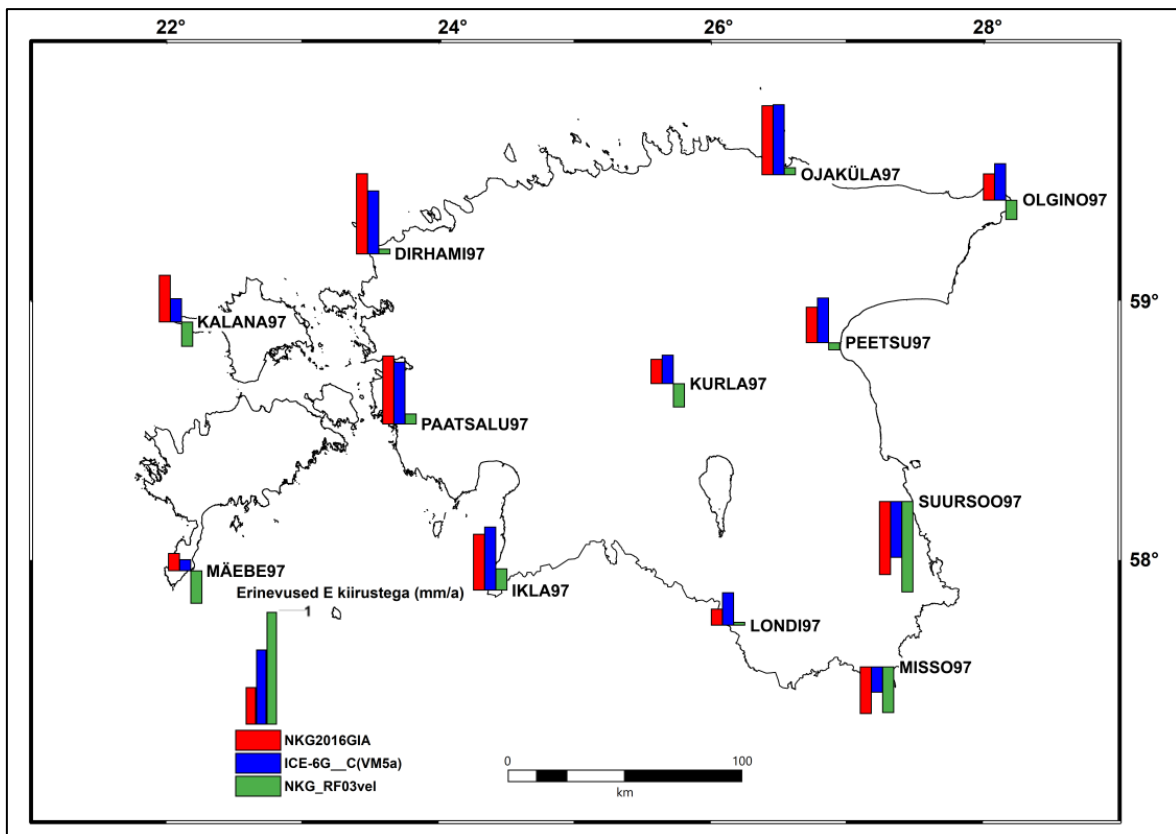 22° 24° 26° 28°
OJAKÜLA97
OLGINO97
DIRHAMI97
59°
KALANA97
PEETSU97
KURLA97
PAATSALU97
SUURSOO97
58°
MÄEBE97
IKLA97
Erinevused E kiirustega (mm/a)
1
LONDI97
MISSO97
NKG2016GIA
ICE-6G__C(VM5a)
NKG_RF03vel
0 100
km